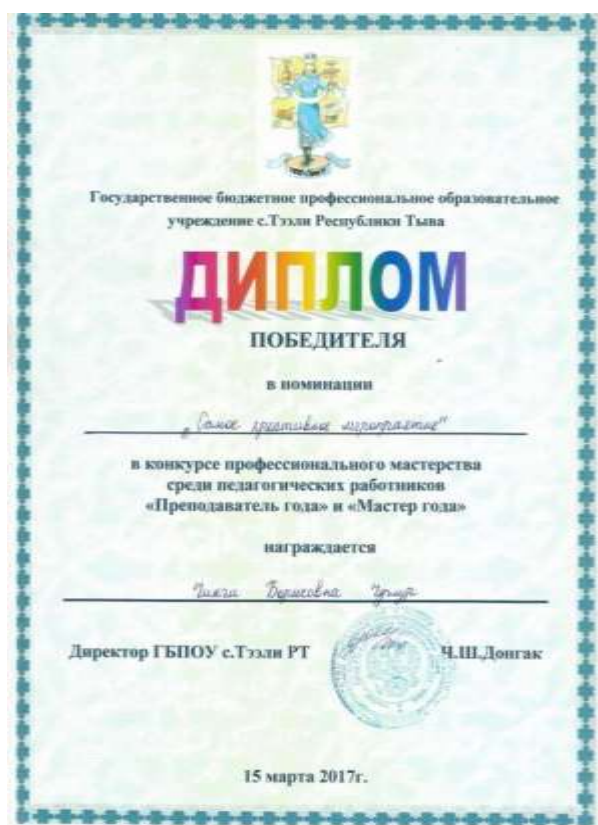 Государственное бюджетное профессиональное образовательное
учреждение с.Тээли Республики Тыва
ДИПЛОМ
ПОБЕДИТЕЛЯ
в номинации
„Самое креативное мероприятие"
в конкурсе профессионального мастерства
среди педагогических работников
«Преподаватель года» и «Мастер года»
награждается
Борисовна
Директор ГБПОУ с.Тээли РТ Ч.Ш.Донгак
15 марта 2017г.